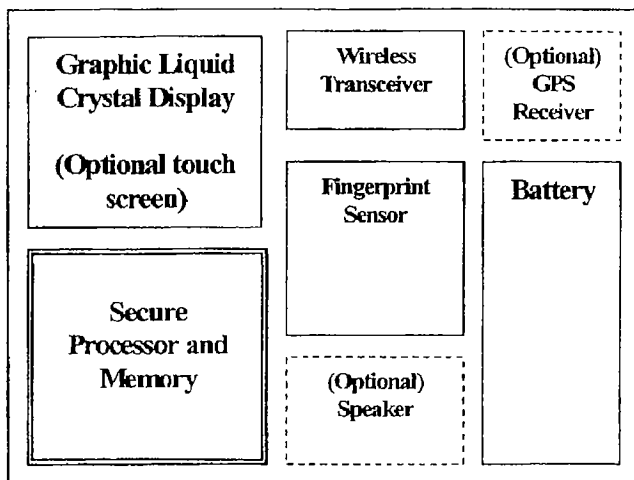 Graphic Liquid
Crystal Display
(Optional touch
screen)
Wireless
Transceiver
(Optional)
GPS
Receiver
Fingerprint
Sensor
Battery
Secure
Processor and
Memory
(Optional)
Speaker